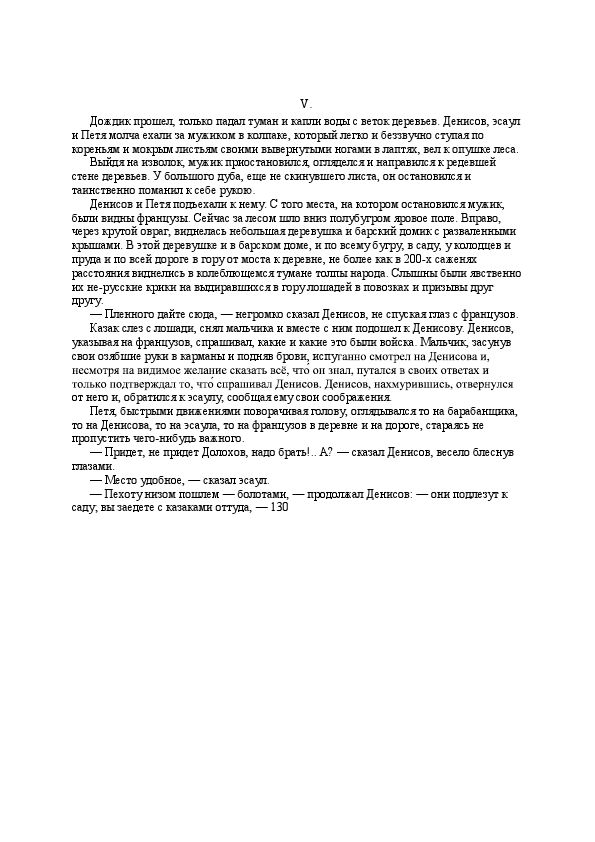 V.
Дождик прошел, только падал туман и капли воды с веток деревьев. Денисов, эсаул
и Петя молча ехали за мужиком в колпаке, который легко и беззвучно ступая по
кореньям и мокрым листьям своими вывернутыми ногами в лаптях, вел к опушке леса.
Выйдя на изволок, мужик приостановился, огляделся и направился к редевшей
стене деревьев. У большого дуба, еще не скинувшего листа, он остановился и
таинственно поманил к себе рукою.
Денисов и Петя подъехали к нему. С того места, на котором остановился мужик,
были видны французы. Сейчас за лесом шло вниз полубугром яровое поле. Вправо,
через крутой овраг, виднелась небольшая деревушка и барский домик с разваленными
крышами. В этой деревушке и в барском доме, и по всему бугру, в саду, у колодцев и
пруда и по всей дороге в гору от моста к деревне, не более как в 200-х саженях
расстояния виднелись в колеблющемся тумане толпы народа. Слышны были явственно
их не-русские крики на выдиравшихся в гору лошадей в повозках и призывы друг
другу.
— Пленного дайте сюда, — негромко сказал Денисов, не спуская глаз с французов.
Казак слез с лошади, снял мальчика и вместе с ним подошел к Денисову. Денисов,
указывая на французов, спрашивал, какие и какие это были войска. Мальчик, засунув
свои озябшие руки в карманы и подняв брови, испуганно смотрел на Денисова и,
несмотря на видимое желание сказать всё, что он знал, путался в своих ответах и
только подтверждал то, что́ спрашивал Денисов. Денисов, нахмурившись, отвернулся
от него и, обратился к эсаулу, сообщая ему свои соображения.
Петя, быстрыми движениями поворачивая голову, оглядывался то на барабанщика,
то на Денисова, то на эсаула, то на французов в деревне и на дороге, стараясь не
пропустить чего-нибудь важного.
— Придет, не придет Долохов, надо брать!.. А? — сказал Денисов, весело блеснув
глазами.
— Место удобное, — сказал эсаул.
— Пехоту низом пошлем — болотами, — продолжал Денисов: — они подлезут к
саду; вы заедете с казаками оттуда, — 130